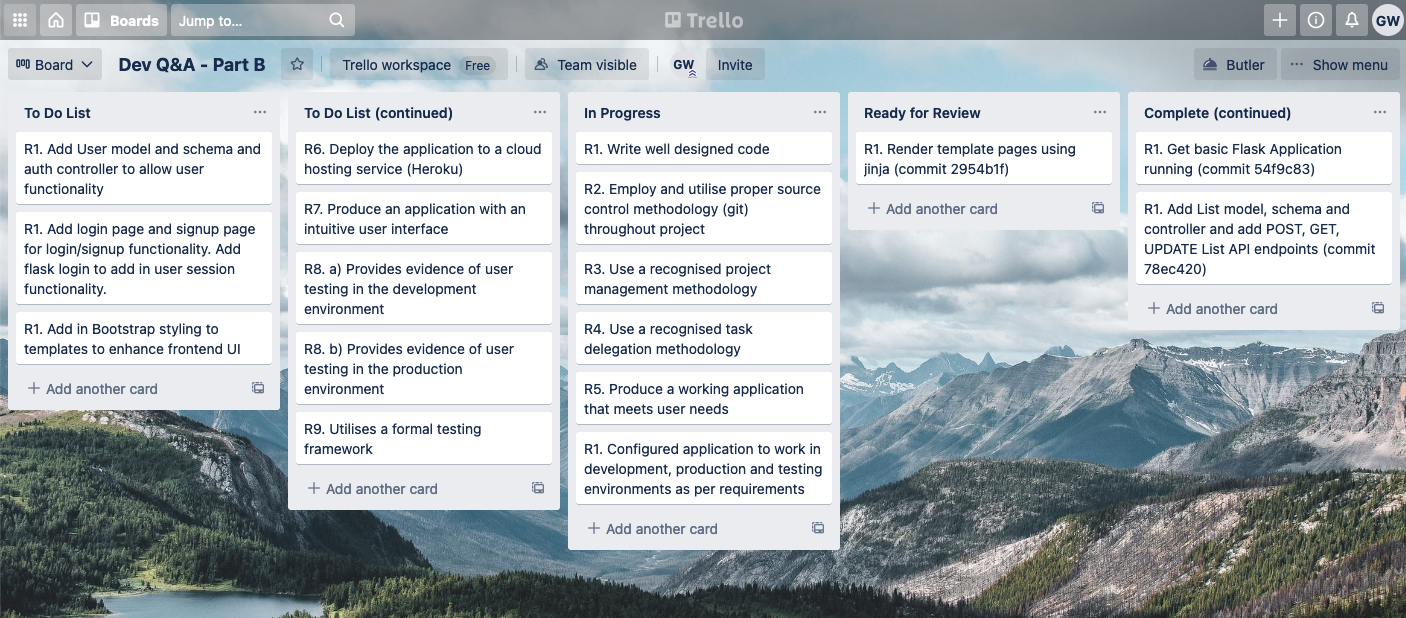 Boards
Jump to...
Trello
GW
Board
Dev Q&A - Part B
Trello workspace Free
Team visible
GW
Invite
Butler
Show menu
To Do List
R1. Add User model and schema and
auth controller to allow user
functionality
R1. Add login page and signup page
for login/signup functionality. Add
flask login to add in user session
functionality.
R1. Add in Bootstrap styling to
templates to enhance frontend UI
Add another card
To Do List (continued)
R6. Deploy the application to a cloud
hosting service (Heroku)
R7. Produce an application with an
intuitive user interface
R8. a) Provides evidence of user
testing in the development
environment
R8. b) Provides evidence of user
testing in the production
environment
R9. Utilises a formal testing
framework
Add another card
In Progress
R1. Write well designed code
R2. Employ and utilise proper source
control methodology (git)
throughout project
R3. Use a recognised project
management methodology
R4. Use a recognised task
delegation methodology
R5. Produce a working application
that meets user needs
R1. Configured application to work in
development, production and testing
environments as per requirements
Add another card
Ready for Review
R1. Render template pages using
jinja (commit 2954b1f)
Add another card
Complete (continued)
R1. Get basic Flask Application
running (commit 54f9c83)
R1. Add List model, schema and
controller and add POST, GET,
UPDATE List API endpoints (commit
78ec420)
Add another card